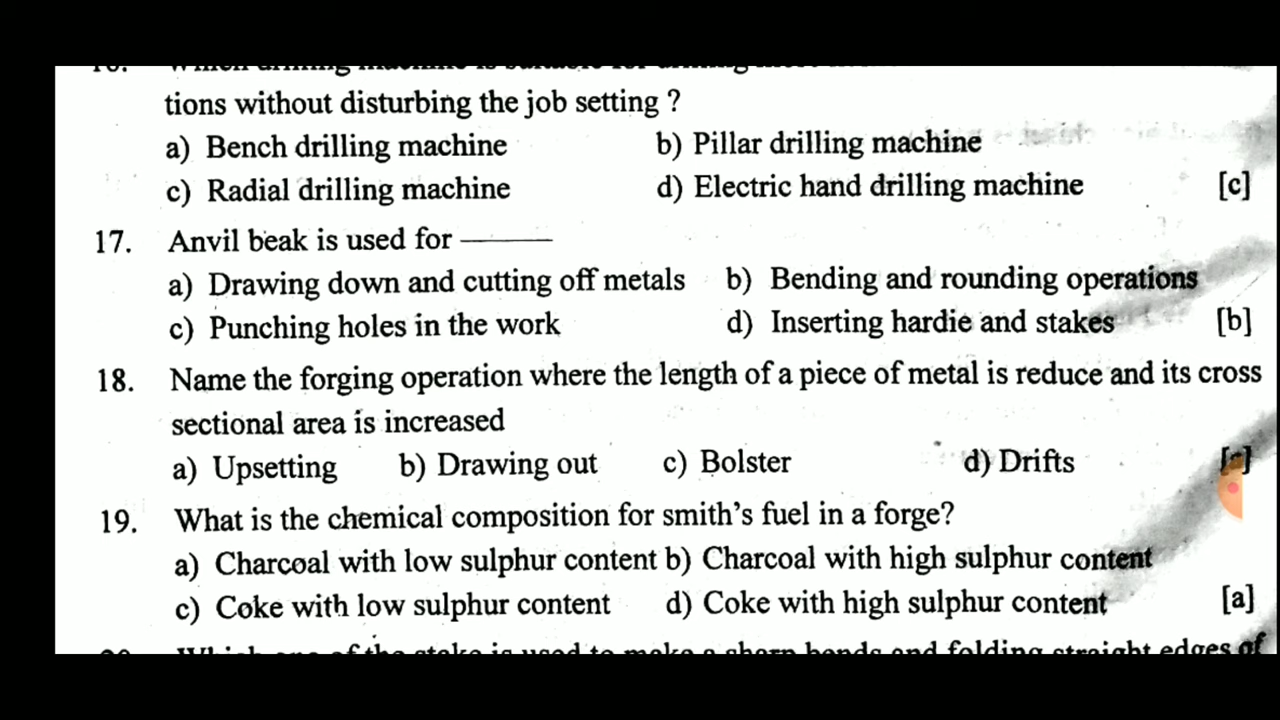 tions without disturbing the job setting ?
a) Bench drilling machine b) Pillar drilling machine
c) Radial drilling machine d) Electric hand drilling machine [c]
17. Anvil beak is used for ———
a) Drawing down and cutting off metals b) Bending and rounding operations
c) Punching holes in the work d) Inserting hardie and stakes [b]
18. Name the forging operation where the length of a piece of metal is reduce and its cross
sectional area is increased
a) Upsetting b) Drawing out c) Bolster d) Drifts
19. What is the chemical composition for smith's fuel in a forge?
a) Charcoal with low sulphur content b) Charcoal with high sulphur content
c) Coke with low sulphur content d) Coke with high sulphur content [a]